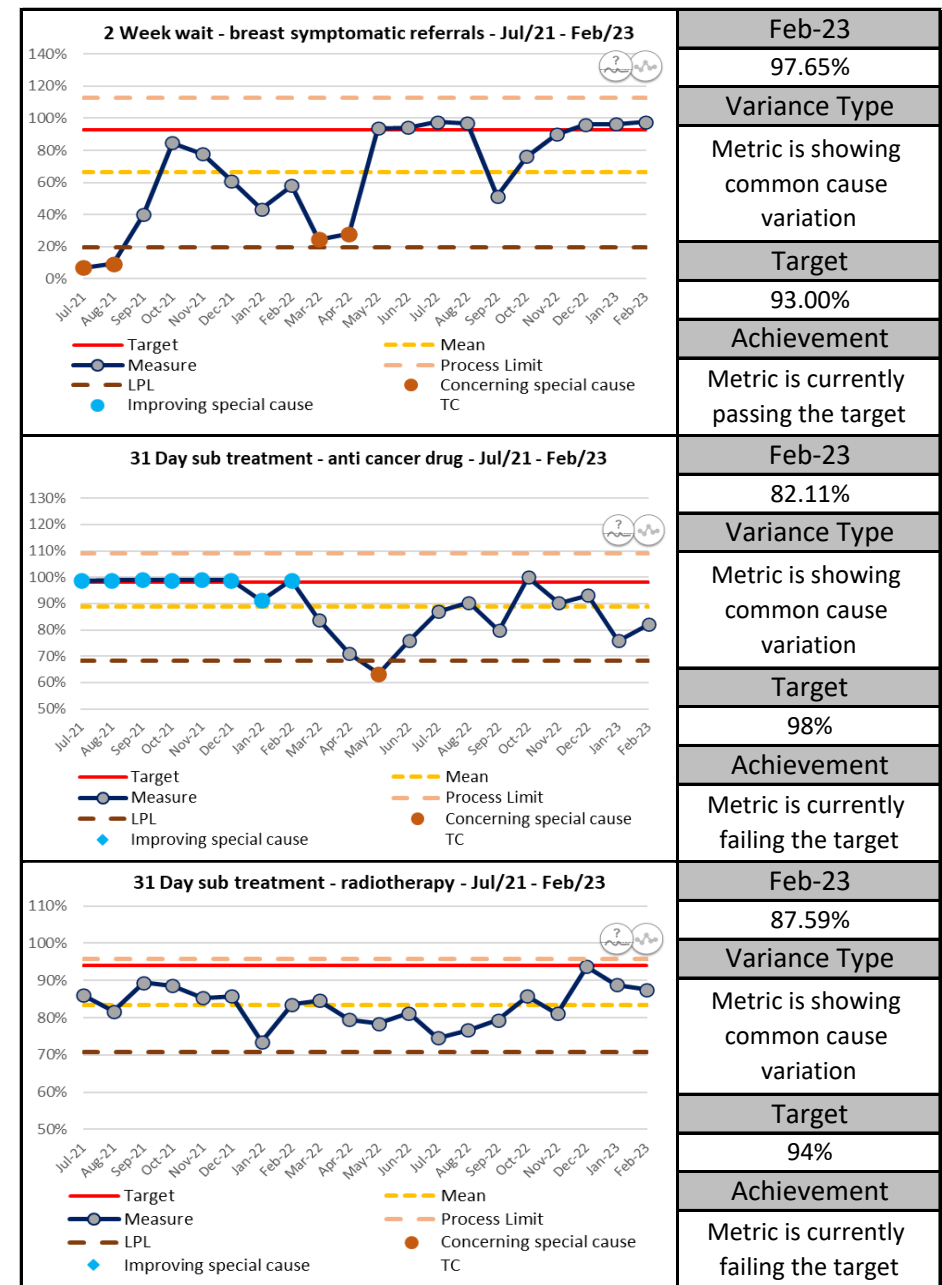 2 Week wait - breast symptomatic referrals - Jul/21 - Feb/23
140%
120%
100%
80%
60%
40%
20%
0%
?
Jul-21 Aug-21 Sep-21 Oct-21 Nov-21 Dec-21 Jan-22 Feb-22 Mar-22 Apr-22 May-22 Jun-22 Jul-22 Aug-22 Sep-22 Oct-22 Nov-22 Dec-22 Jan-23 Feb-23
Target Mean
Measure Process Limit
LPL Concerning special cause
Improving special cause TC
Feb-23
97.65%
Variance Type
Metric is showing
common cause
variation
Target
93.00%
Achievement
Metric is currently
passing the target
31 Day sub treatment - anti cancer drug - Jul/21 - Feb/23
130%
120%
110%
100%
90%
80%
70%
60%
50%
?
Jul-21 Aug-21 Sep-21 Oct-21 Nov-21 Dec-21 Jan-22 Feb-22 Mar-22 Apr-22 May-22 Jun-22 Jul-22 Aug-22 Sep-22 Oct-22 Nov-22 Dec-22 Jan-23 Feb-23
Target Mean
Measure Process Limit
LPL Concerning special cause
Improving special cause TC
Feb-23
82.11%
Variance Type
Metric is showing
common cause
variation
Target
98%
Achievement
Metric is currently
failing the target
31 Day sub treatment - radiotherapy - Jul/21 - Feb/23
110%
100%
90%
80%
70%
60%
50%
?
Jul-21 Aug-21 Sep-21 Oct-21 Nov-21 Dec-21 Jan-22 Feb-22 Mar-22 Apr-22 May-22 Jun-22 Jul-22 Aug-22 Sep-22 Oct-22 Nov-22 Dec-22 Jan-23 Feb-23
Target Mean
Measure Process Limit
LPL Concerning special cause
Improving special cause TC
Feb-23
87.59%
Variance Type
Metric is showing
common cause
variation
Target
94%
Achievement
Metric is currently
failing the target